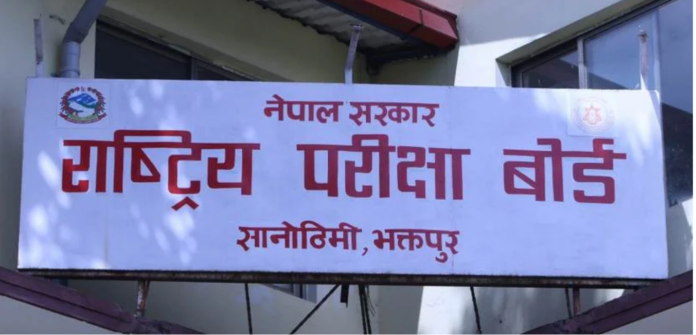 नेपाल सरकार
राष्ट्रिय परीक्षा बोर्ड
सानोठिमी, भक्तपुर